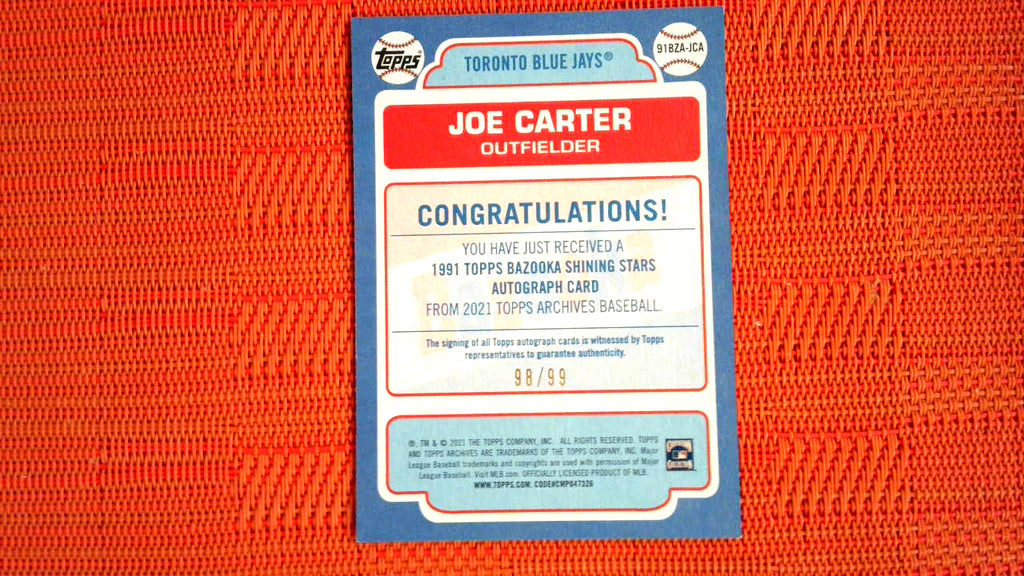 topps®
TORONTO BLUE JAYS®
91BZA-JCA
JOE CARTER
OUTFIELDER
CONGRATULATIONS!
YOU HAVE JUST RECEIVED A
1991 TOPPS BAZOOKA SHINING STARS
AUTOGRAPH CARD
FROM 2021 TOPPS ARCHIVES BASEBALL.
The signing of all Topps autograph cards is witnessed by Topps
representatives to guarantee authenticity.
98/99
®, TM & © 2021 THE TOPPS COMPANY, INC. ALL RIGHTS RESERVED. TOPPS
AND TOPPS ARCHIVES ARE TRADEMARKS OF THE TOPPS COMPANY, INC. Major
League Baseball trademarks and copyrights are used with permission of Major
League Baseball. Visit MLB.com. OFFICIALLY LICENSED PRODUCT OF MLB.
WWW.TOPPS.COM. CODE#CMP047326